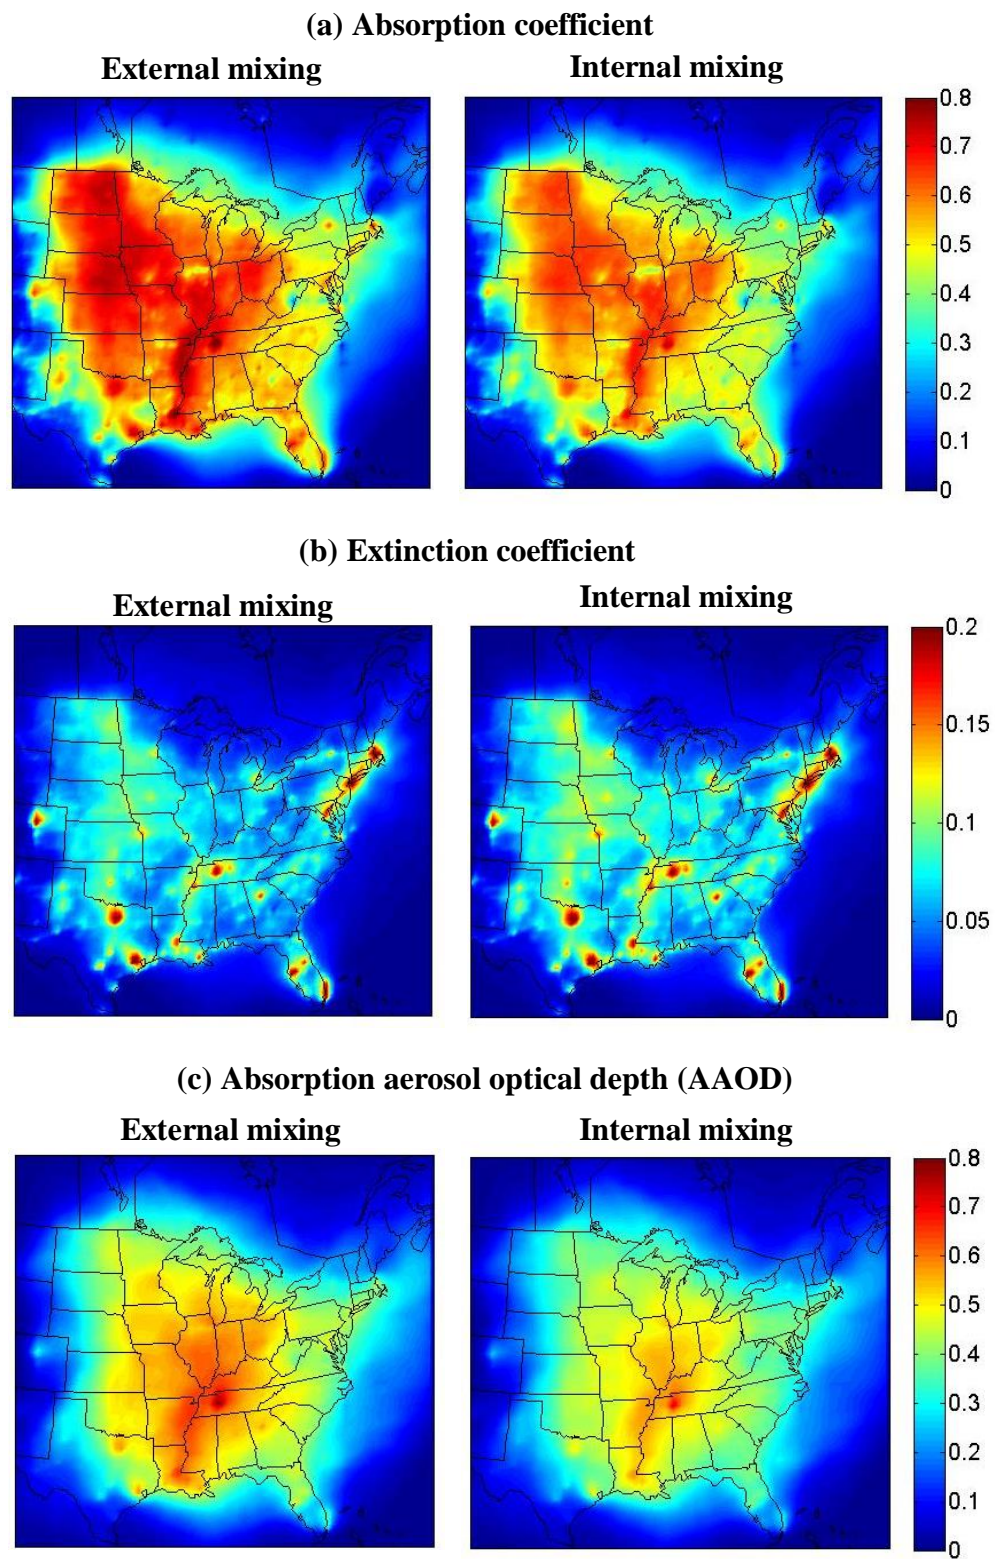 (a) Absorption coefficient
External mixing
Internal mixing
0.8
0.7
0.6
0.5
0.4
0.3
0.2
0.1
0
(b) Extinction coefficient
External mixing
Internal mixing
0.2
0.15
0.1
0.05
0
(c) Absorption aerosol optical depth (AAOD)
External mixing
Internal mixing
0.8
0.7
0.6
0.5
0.4
0.3
0.2
0.1
0